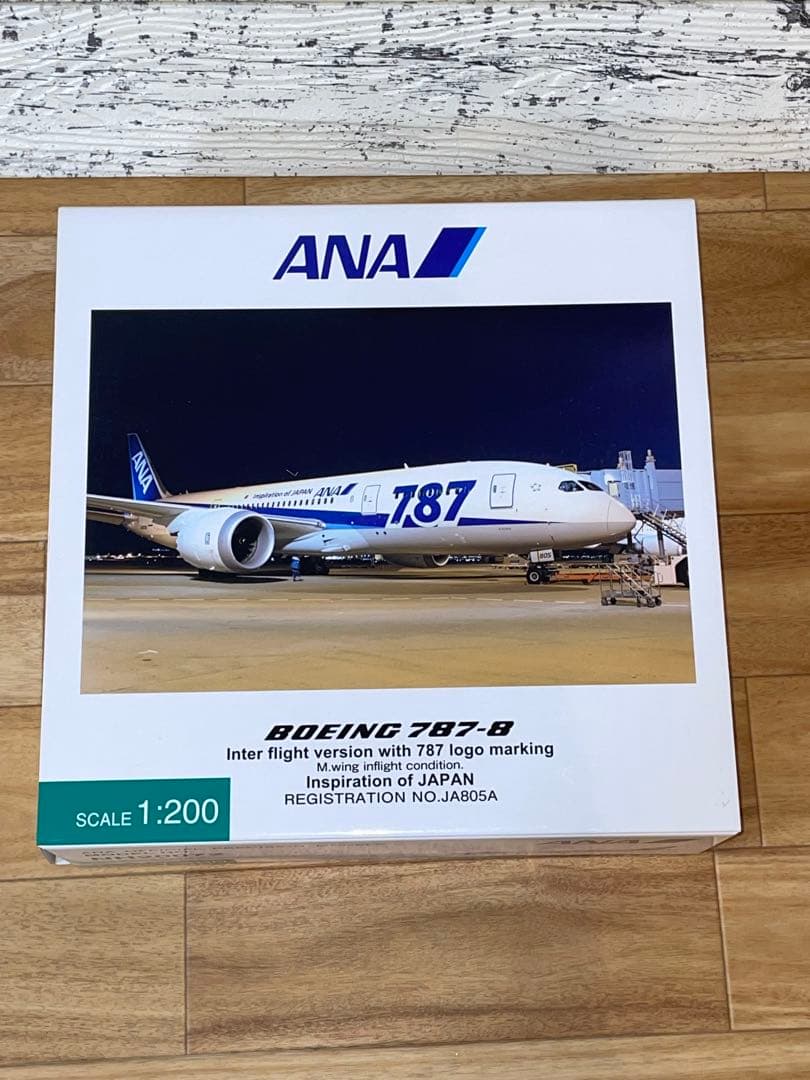 ANA
ANA
Inspiration of JAPAN ANA
787
805
BOEING 787-8
Inter flight version with 787 logo marking
M.wing inflight condition.
Inspiration of JAPAN
REGISTRATION NO.JA805A
SCALE 1:200